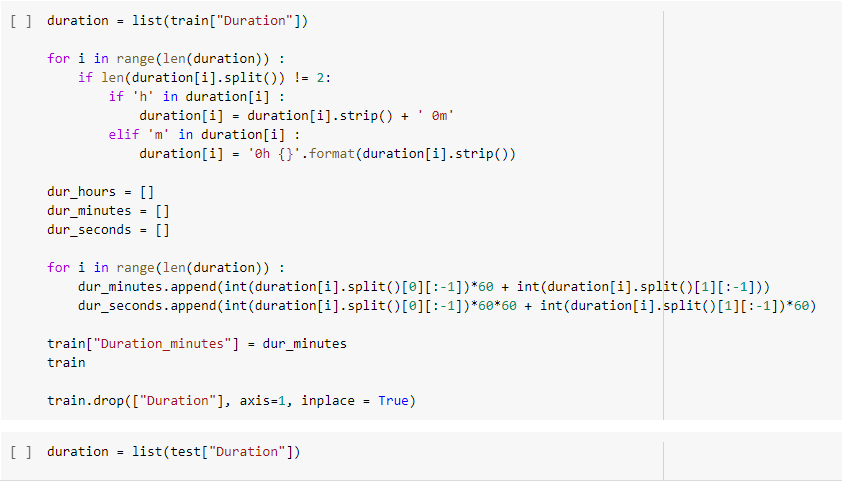 [ ] duration = list(train["Duration"])
for i in range(len(duration)) :
if len(duration[i].split()) != 2:
if 'h' in duration[i] :
duration[i] = duration[i].strip() + ' 0m'
elif 'm' in duration[i] :
duration[i] = '0h {}'.format(duration[i].strip())
dur_hours = []
dur_minutes = []
dur_seconds = []
for i in range(len(duration)) :
dur_minutes.append(int(duration[i].split()[0][:-1])*60 + int(duration[i].split()[1][:-1]))
dur_seconds.append(int(duration[i].split()[0][:-1])*60*60 + int(duration[i].split()[1][:-1])*60)
train["Duration_minutes"] = dur_minutes
train
train.drop(["Duration"], axis=1, inplace = True)
[ ] duration = list(test["Duration"])